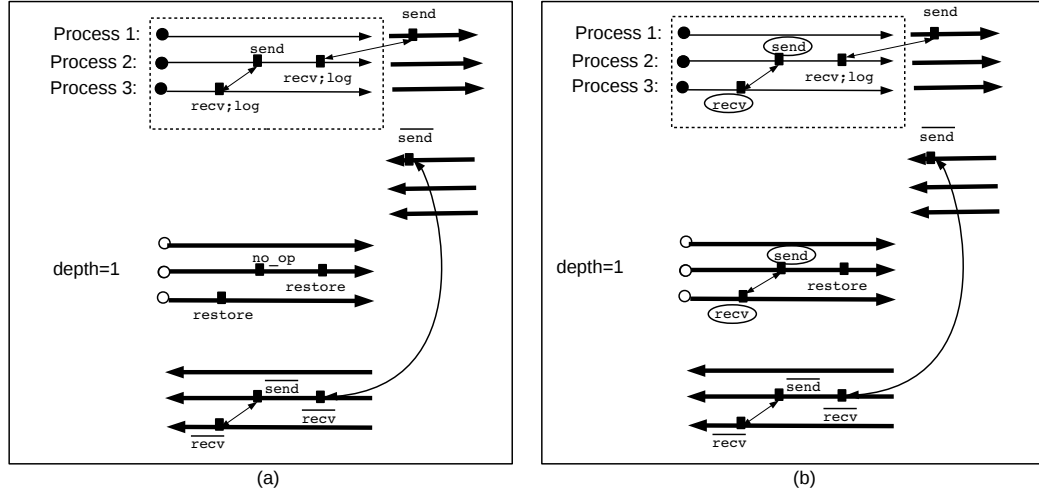 send
Process 1:
send
Process 2:
recv;log
Process 3:
recv;log
send
depth=1
no_op
restore
restore
send
recv
recv
(a)
send
Process 1:
send
Process 2:
recv;log
Process 3:
recv
send
depth=1
send
restore
recv
send
recv
recv
(b)